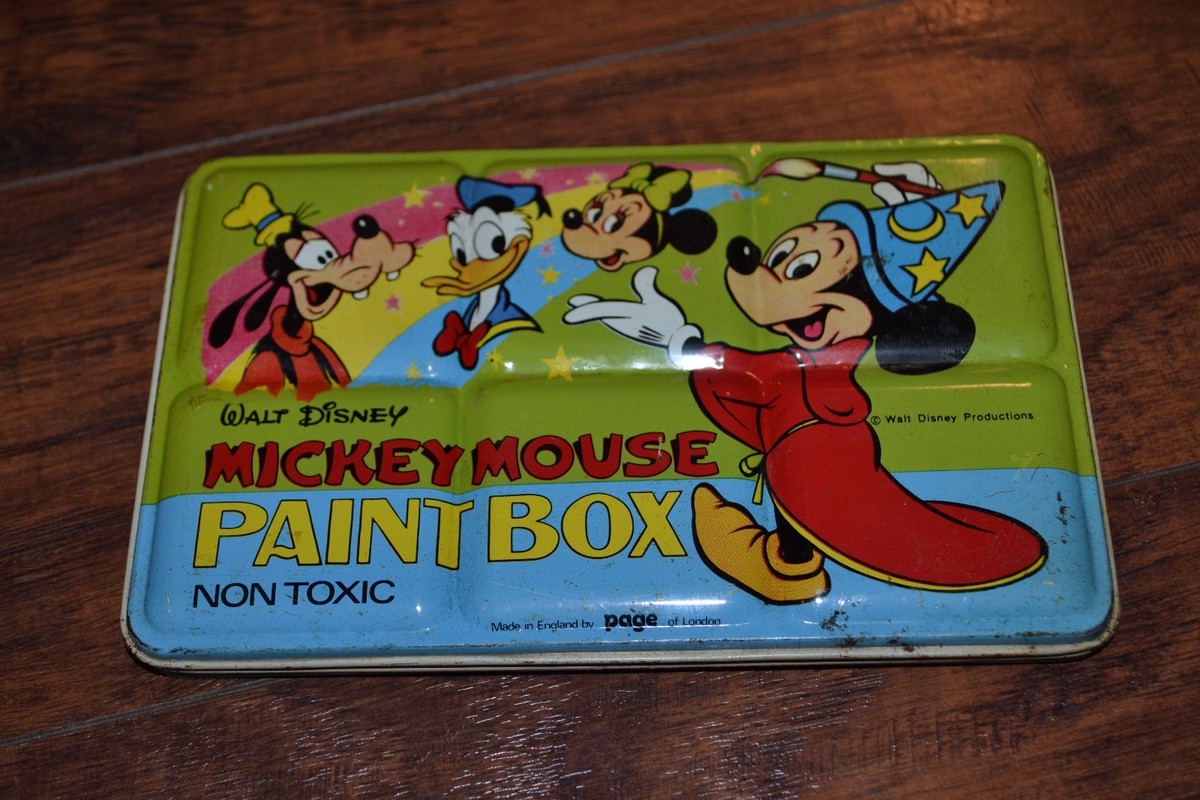 WALT DISNEY
© Walt Disney Productions
MICKEY MOUSE
PAINT BOX
NON TOXIC
Made in England by page of London